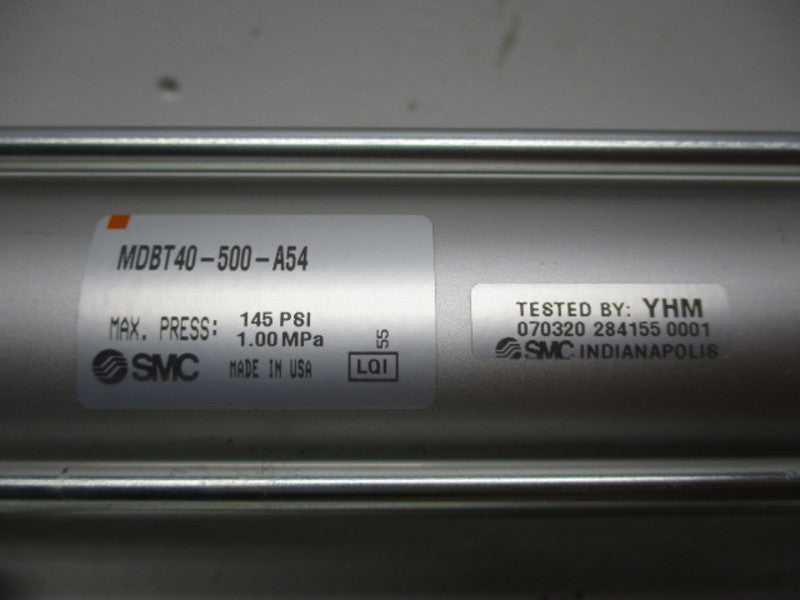 MDBT40-500-A54
MAX. PRESS: 145 PSI
1.00 MPa
SMC MADE IN USA LQI 55
TESTED BY: YHM
070320 284155 0001
SMC INDIANAPOLIS